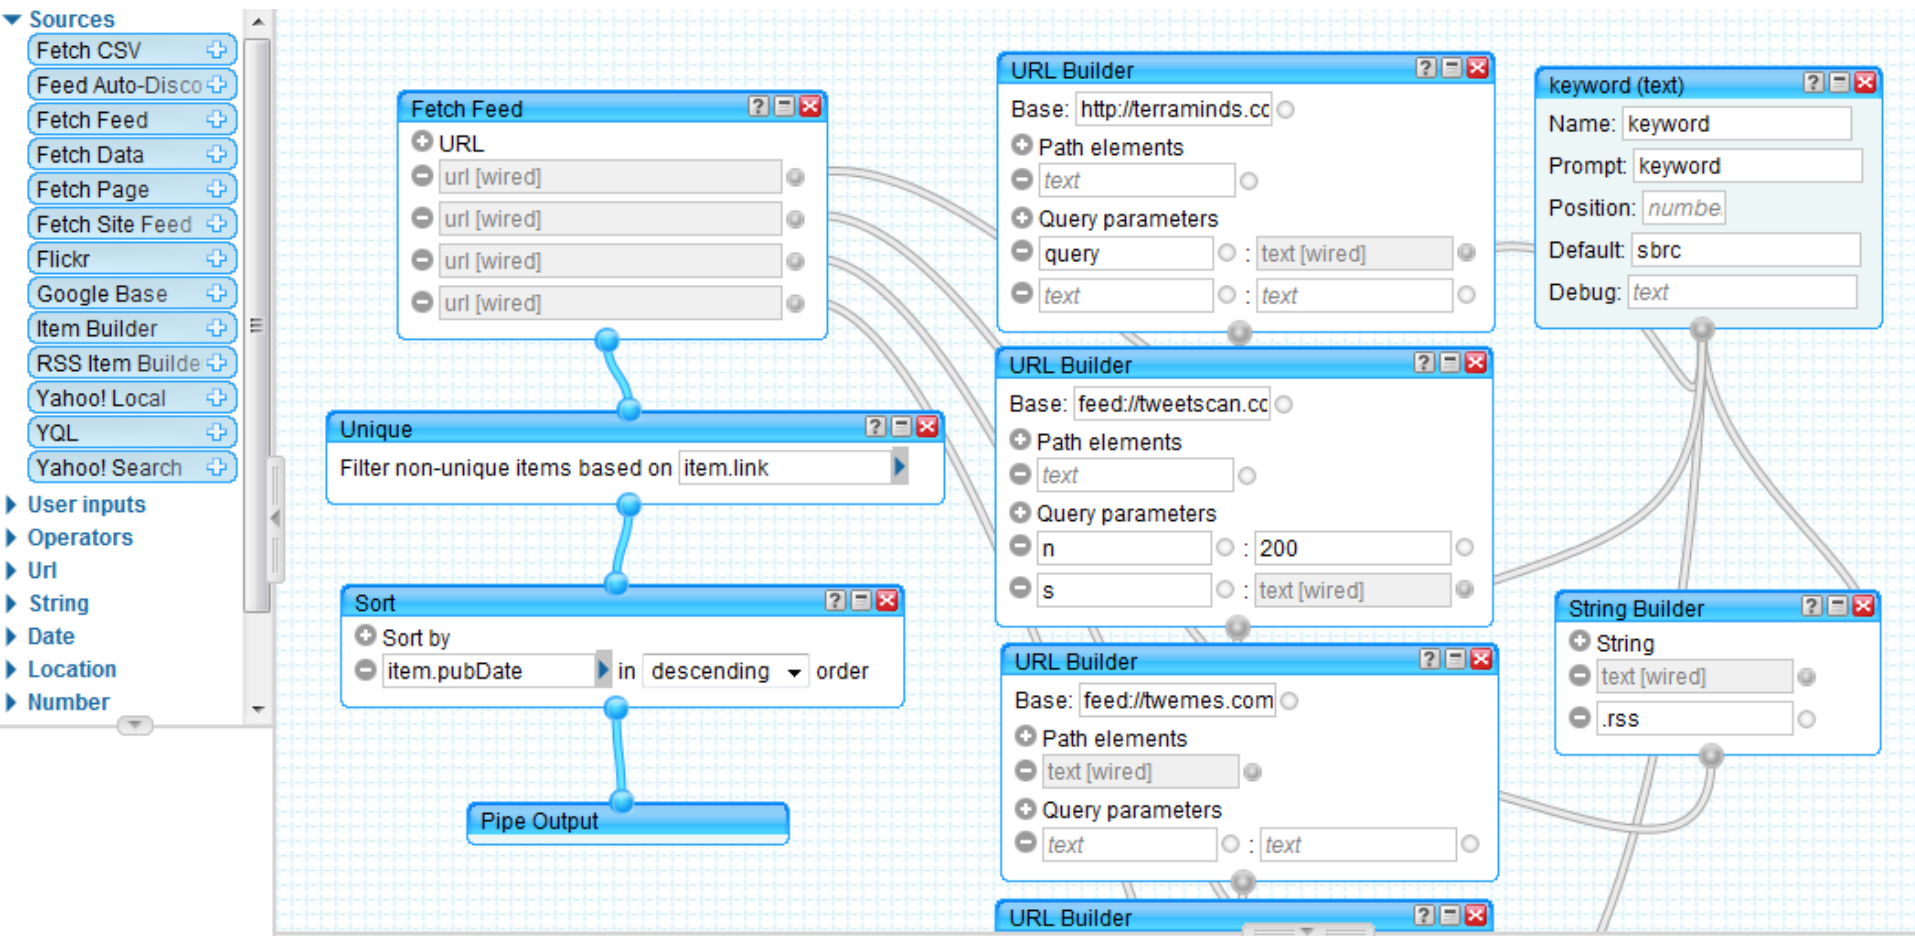 Sources
Fetch CSV
Feed Auto-Disco
Fetch Feed
Fetch Data
Fetch Page
Fetch Site Feed
Flickr
Google Base
Item Builder
RSS Item Builde
Yahoo! Local
YQL
Yahoo! Search
User inputs
Operators
Url
String
Date
Location
Number
Fetch Feed
URL
url [wired]
url [wired]
url [wired]
url [wired]
Unique
Filter non-unique items based on item.link
Sort
Sort by
item.pubDate in descending order
Pipe Output
URL Builder
Base: http://terraminds.cc
Path elements
text
Query parameters
query : text [wired]
text : text
URL Builder
Base: feed://tweetscan.cc
Path elements
text
Query parameters
n : 200
s : text [wired]
URL Builder
Base: feed://twemes.com
Path elements
text [wired]
Query parameters
text : text
URL Builder
keyword (text)
Name: keyword
Prompt: keyword
Position: numbe
Default: sbrc
Debug: text
String Builder
String
text [wired]
.rss